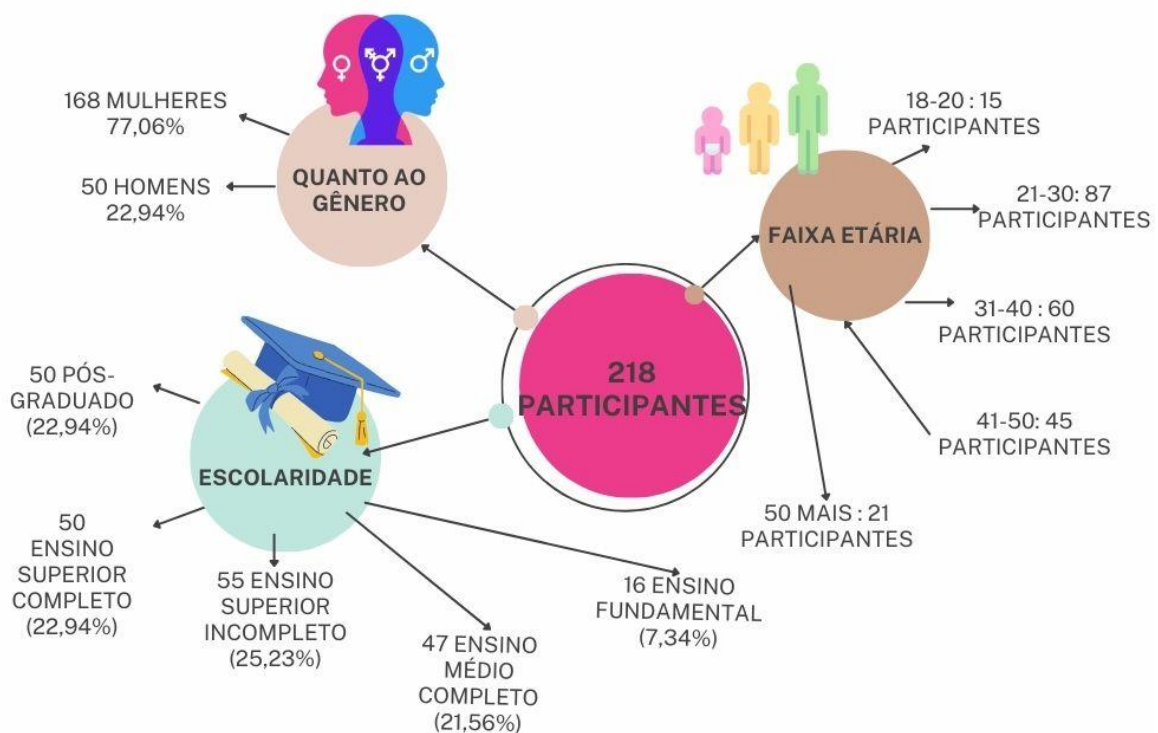 168 MULHERES
77,06%
50 HOMENS
22,94%
QUANTO AO
GÊNERO
18-20 : 15
PARTICIPANTES
21-30: 87
PARTICIPANTES
FAIXA ETÁRIA
31-40 : 60
PARTICIPANTES
41-50: 45
PARTICIPANTES
50 MAIS : 21
PARTICIPANTES
218
PARTICIPANTES
ESCOLARIDADE
50 PÓS-
GRADUADO
(22,94%)
50
ENSINO
SUPERIOR
COMPLETO
(22,94%)
55 ENSINO
SUPERIOR
INCOMPLETO
(25,23%)
47 ENSINO
MÉDIO
COMPLETO
(21,56%)
16 ENSINO
FUNDAMENTAL
(7,34%)